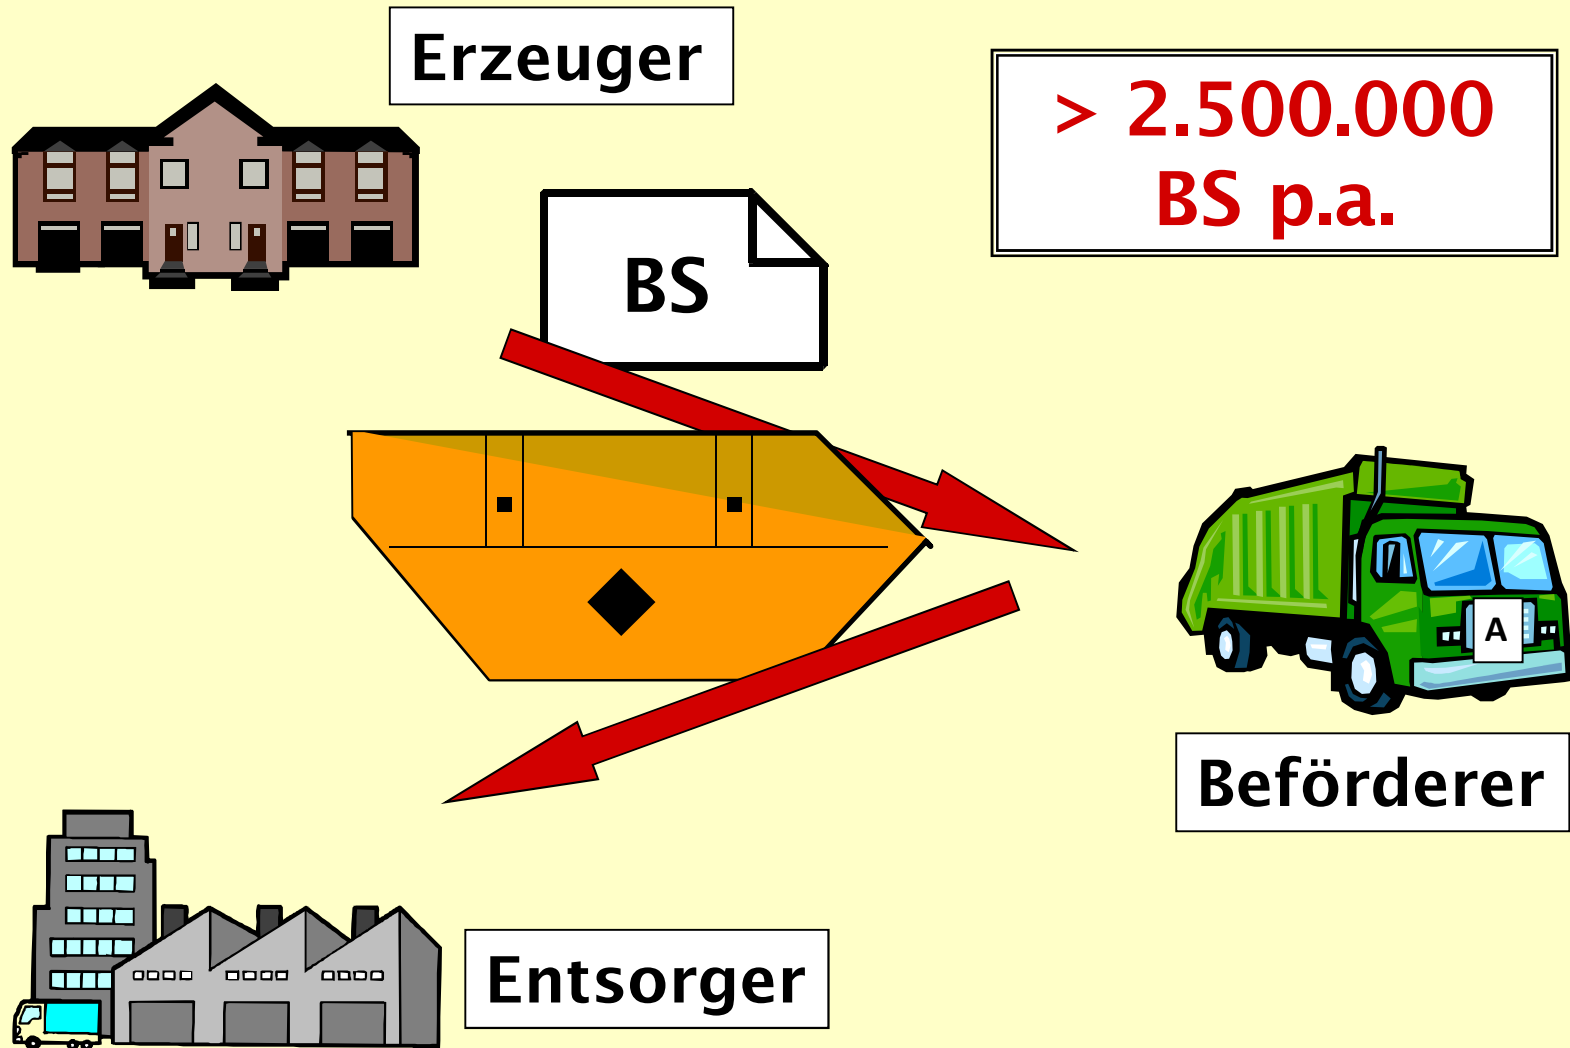 Erzeuger
> 2.500.000
BS p.a.
BS
A
Beförderer
Entsorger